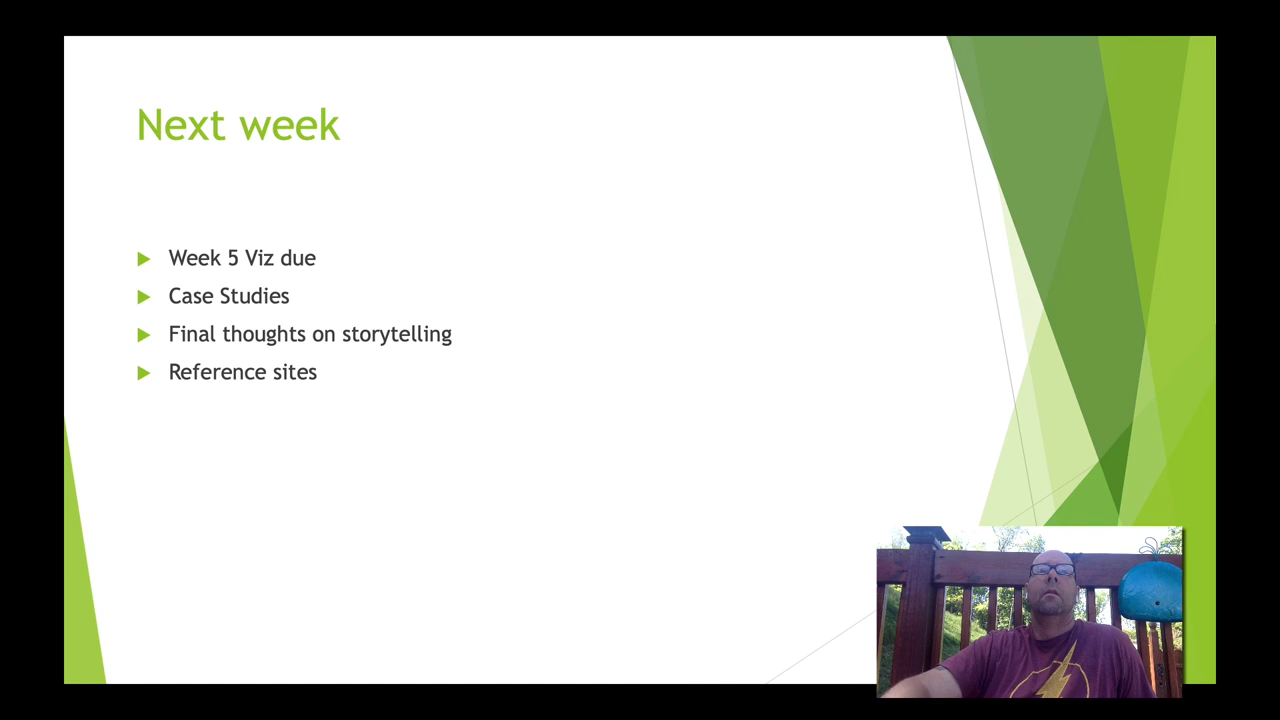 Next week
Week 5 Viz due
Case Studies
Final thoughts on storytelling
Reference sites